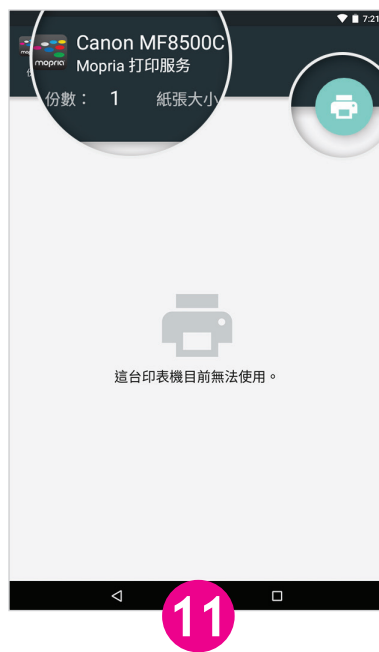 7:21
Canon MF8500C
mopria
Mopria 打印服务
份數： 1 紙張大小
這台印表機目前無法使用。
11